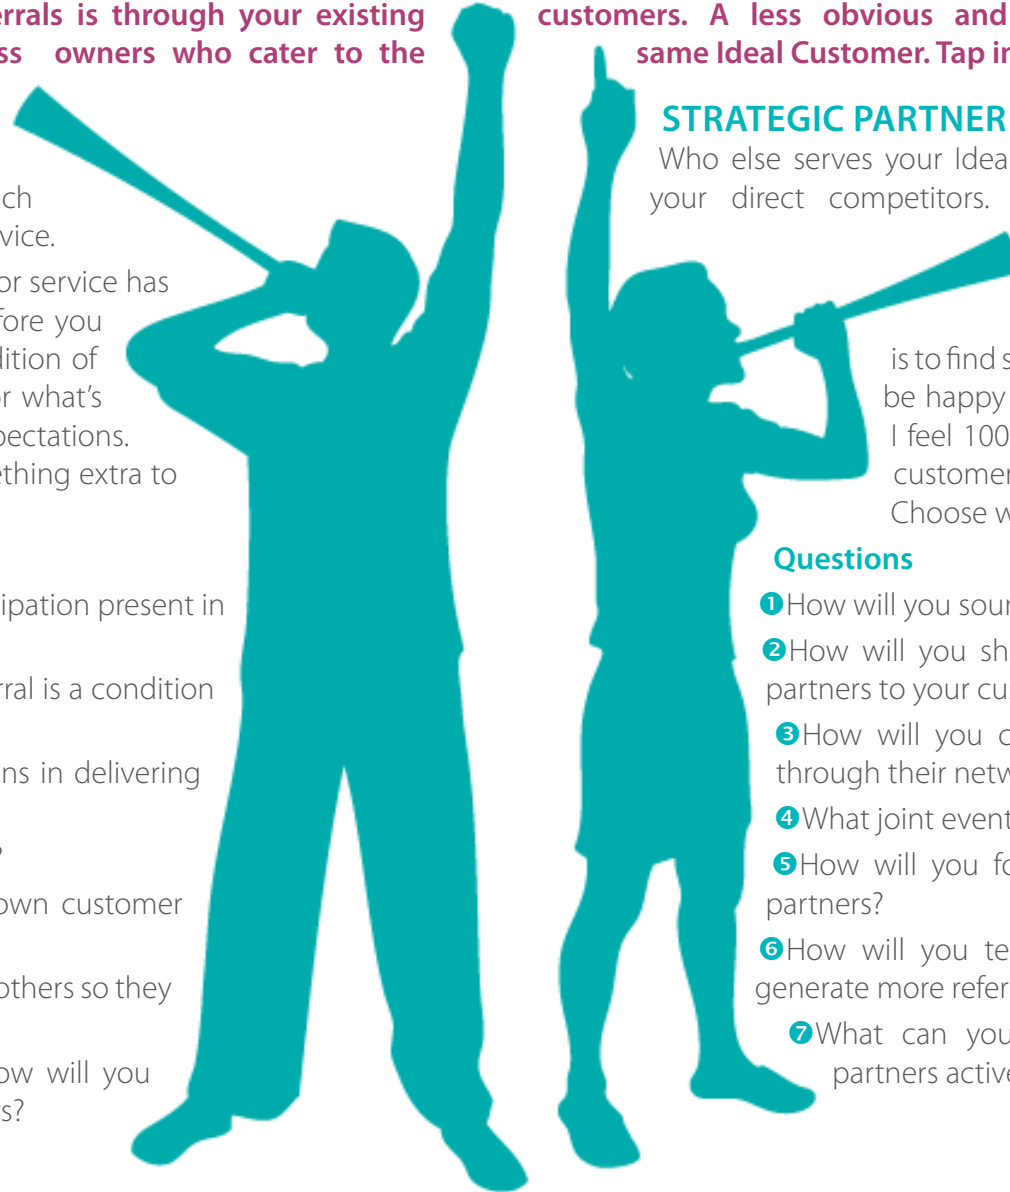 errals is through your existing customers. A less obvious and
ss owners who cater to the same Ideal Customer. Tap in
ch
vice.
or service has
fore you
dition of
or what's
pectations.
ething extra to
cipation present in
rral is a condition
ns in delivering
?
own customer
others so they
ow will you
rs?
STRATEGIC PARTNER
Who else serves your Idea
your direct competitors.
is to find s
be happy
I feel 100
customer
Choose w
Questions
❶How will you sour
❷How will you sh
partners to your cu
❸How will you c
through their netw
❹What joint event
❺How will you fo
partners?
❻How will you te
generate more refer
❼What can you
partners active